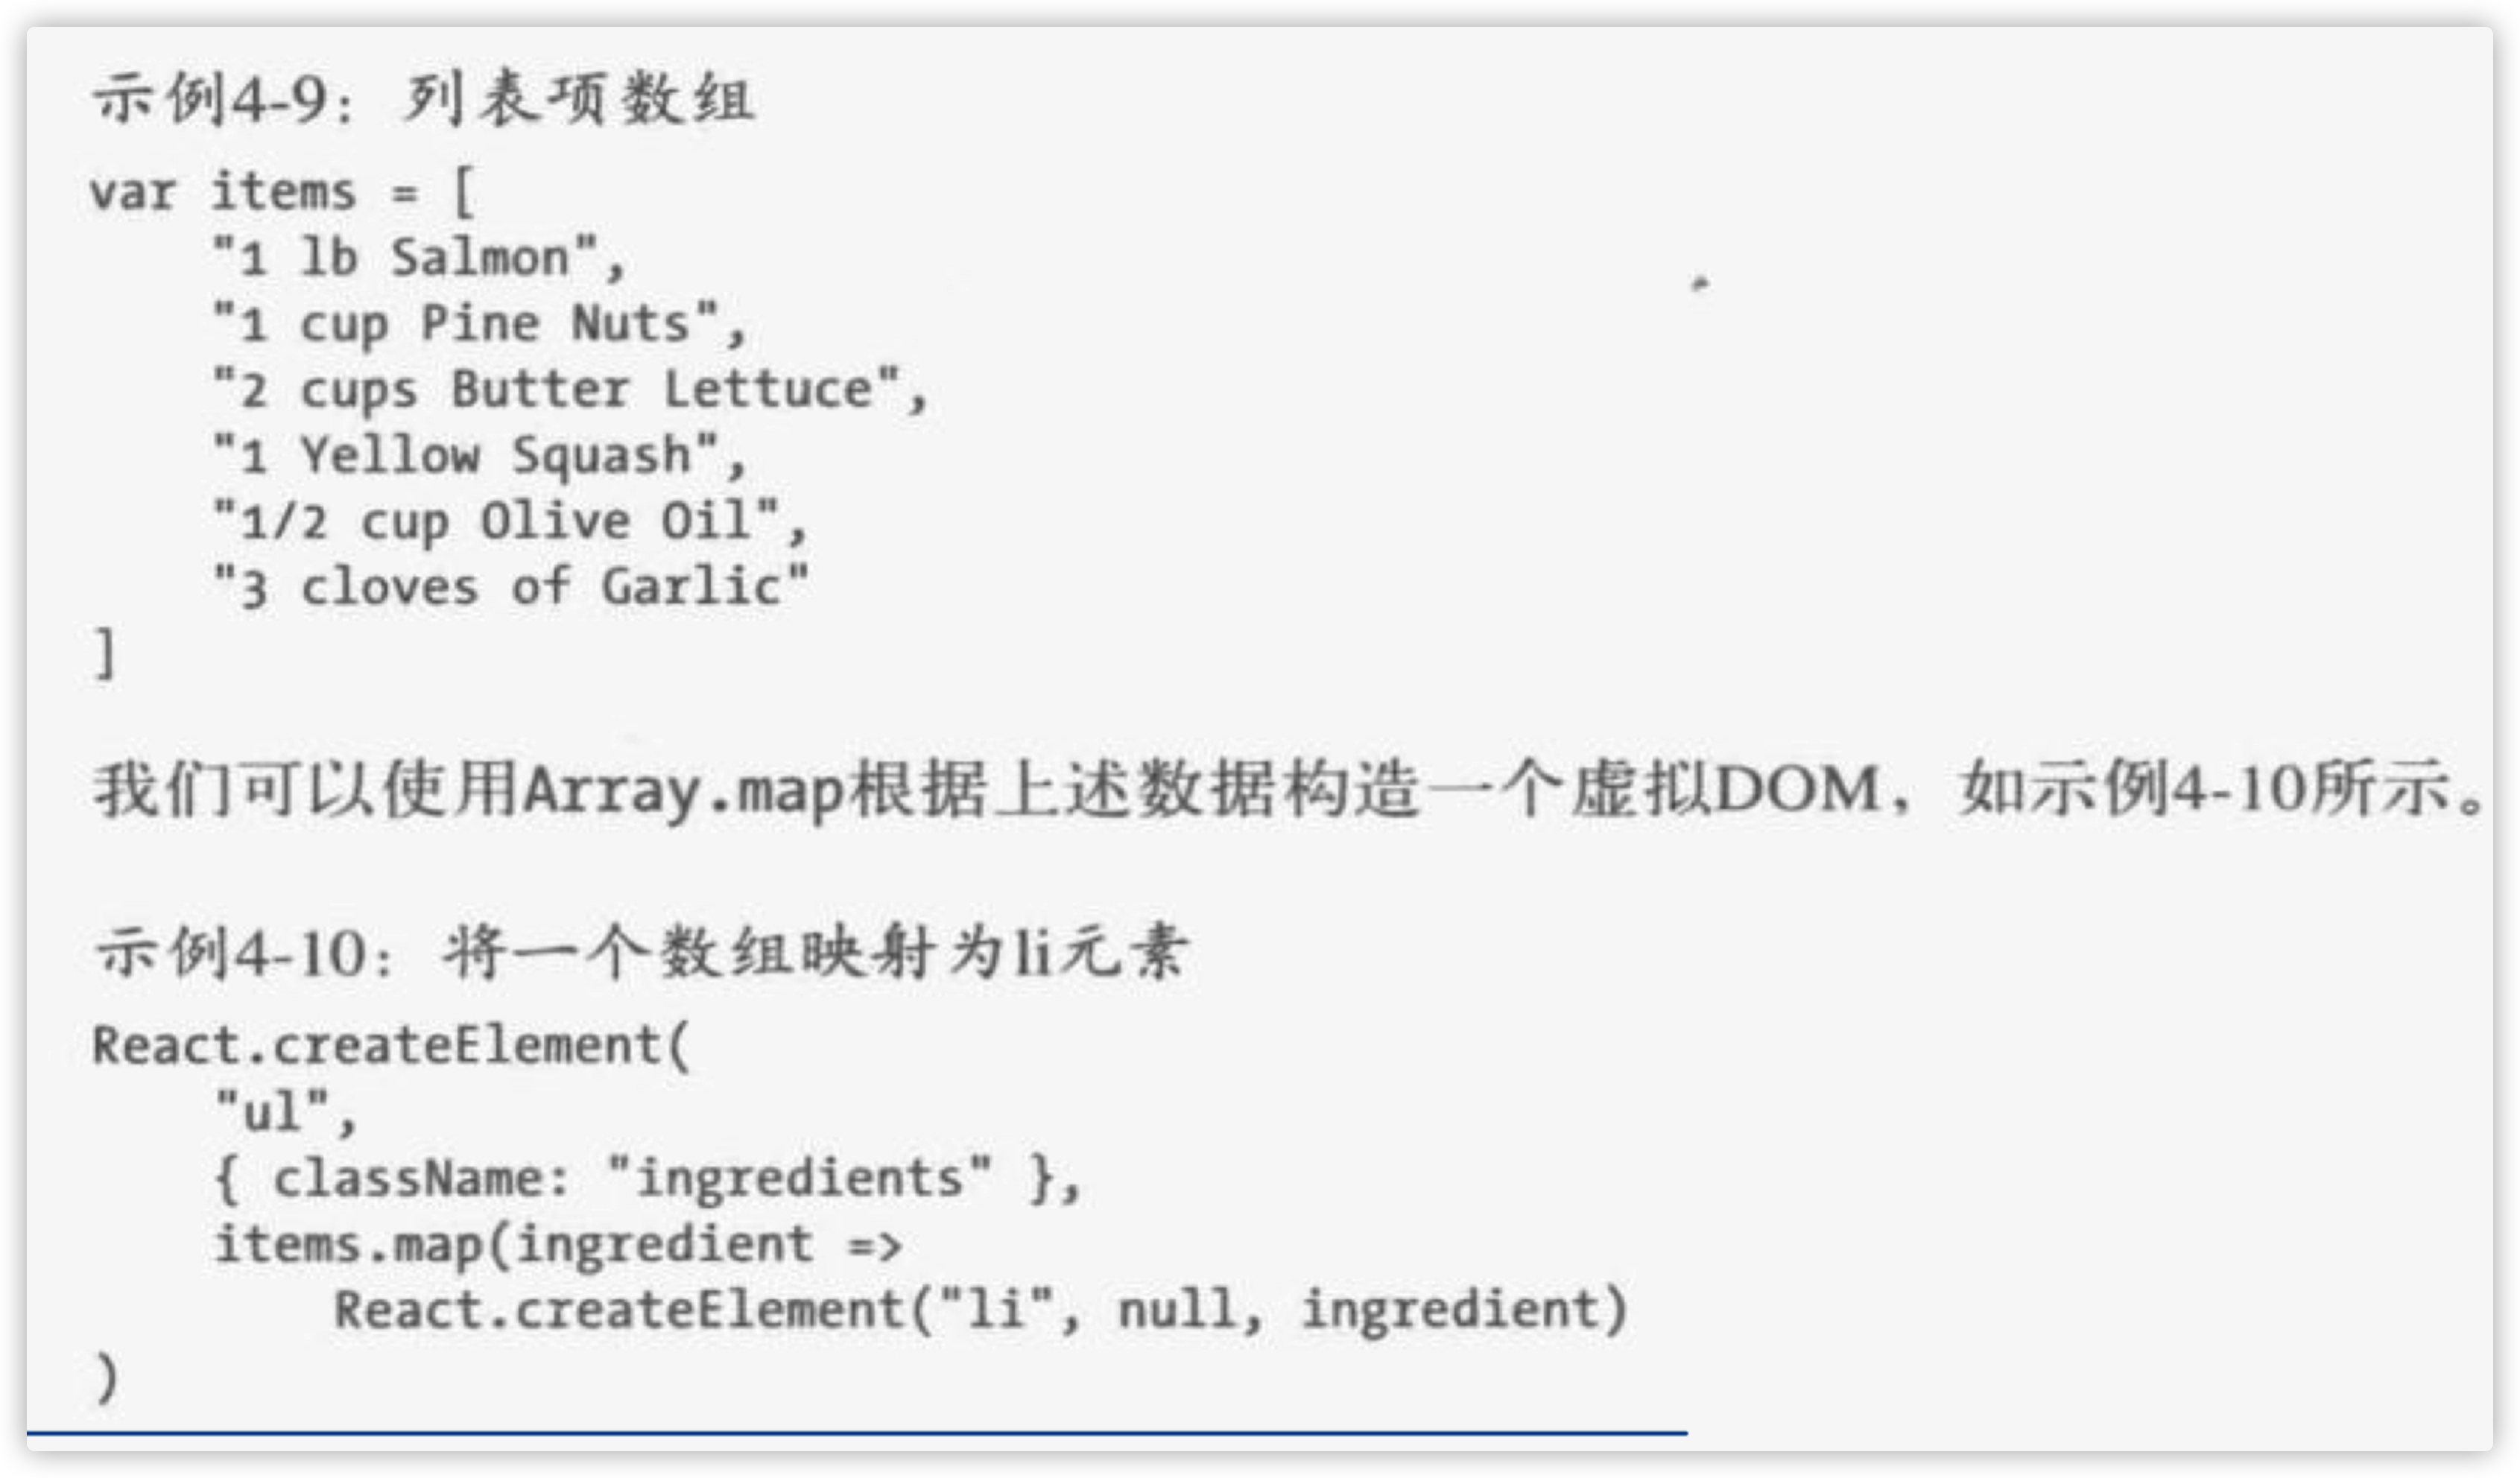 示例4-9：列表项数组
var items = [
    "1 lb Salmon",
    "1 cup Pine Nuts",
    "2 cups Butter Lettuce",
    "1 Yellow Squash",
    "1/2 cup Olive Oil",
    "3 cloves of Garlic"
]
我们可以使用Array.map根据上述数据构造一个虚拟DOM，如示例4-10所示。
示例4-10：将一个数组映射为li元素
React.createElement(
    "ul",
    { className: "ingredients" },
    items.map(ingredient =>
        React.createElement("li", null, ingredient)
)